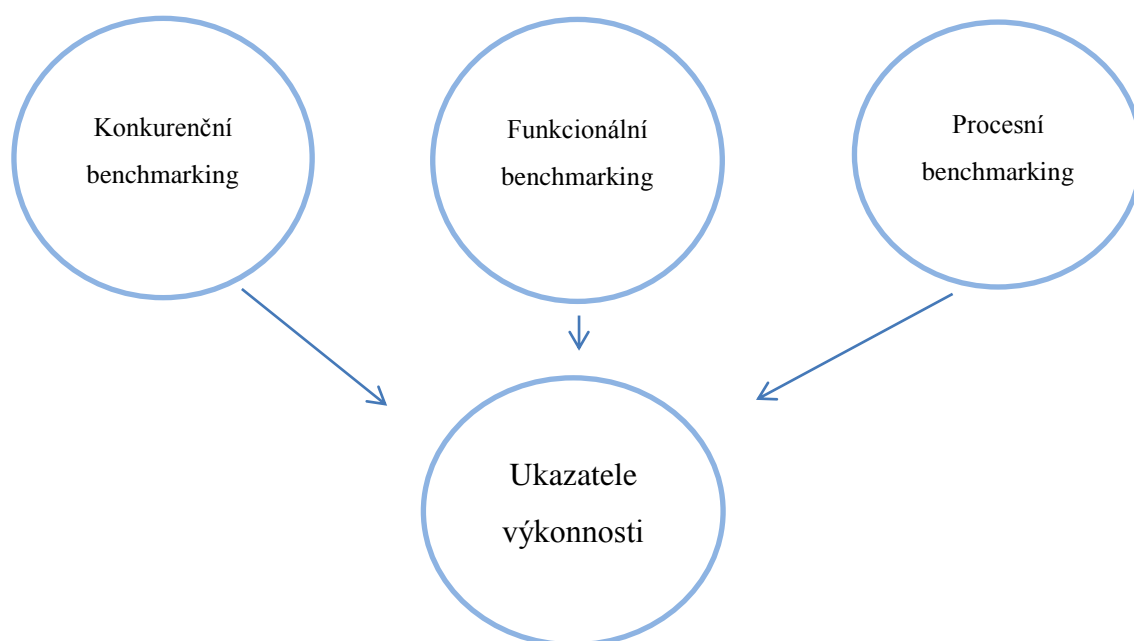 Konkurenční
benchmarking
Funkcionální
benchmarking
Procesní
benchmarking
Ukazatele
výkonnosti